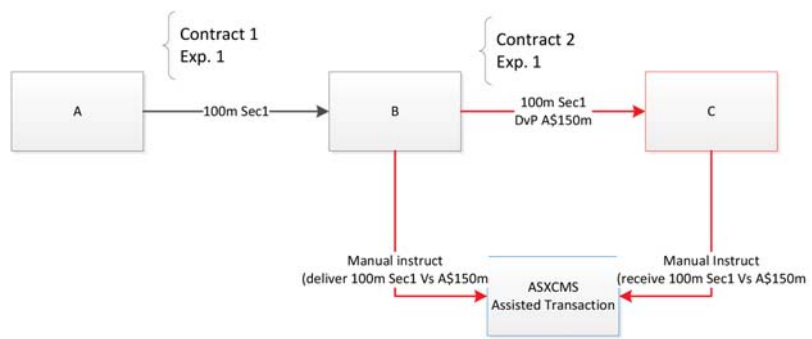 Contract 1
Exp. 1
Contract 2
Exp. 1
A
100m Sec1
B
100m Sec1
DvP A$150m
C
Manual instruct
(deliver 100m Sec1 Vs A$150m
ASXCMS
Assisted Transaction
Manual Instruct
(receive 100m Sec1 Vs A$150m